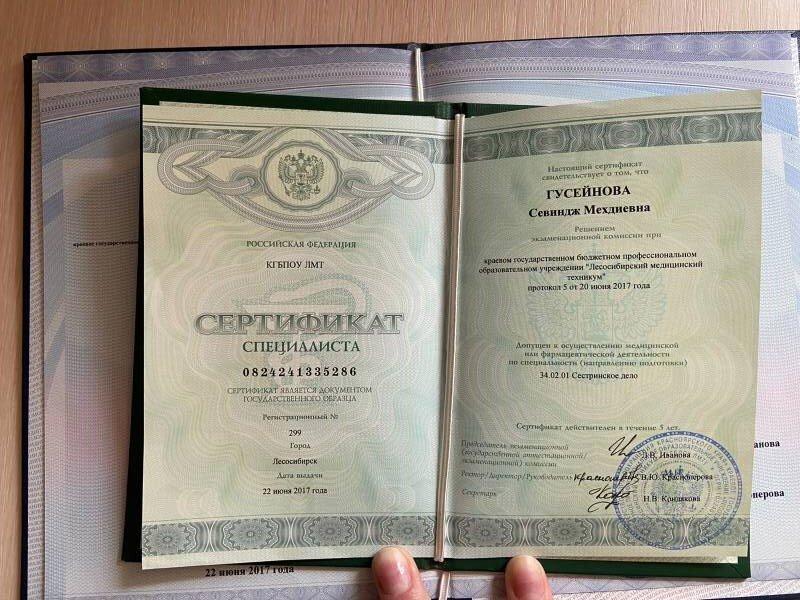 РОССИЙСКАЯ ФЕДЕРАЦИЯ
КГБПОУ ЛМТ
СЕРТИФИКАТ
СПЕЦИАЛИСТА
0824241335286
СЕРТИФИКАТ ЯВЛЯЕТСЯ ДОКУМЕНТОМ
ГОСУДАРСТВЕННОГО ОБРАЗЦА
Регистрационный №
299
Город
Лесосибирск
Дата выдачи
22 июня 2017 года
Настоящий сертификат
свидетельствует о том, что
ГУСЕЙНОВА
Севиндж Мехдиевна
Решением
экзаменационной комиссии при
краевом государственном бюджетном профессиональном
образовательном учреждении "Лесосибирский медицинский
техникум"
протокол 5 от 20 июня 2017 года
Допущен к осуществлению медицинской
или фармацевтической деятельности
по специальности (направлению подготовки)
34.02.01 Сестринское дело
Сертификат действителен в течение 5 лет.
Председатель экзаменационной
(государственной аттестационной/
экзаменационной) комиссии
Л.В. Иванова
Ректор/Директор/Руководитель
В.Ю. Красноперова
Секретарь
Н.В. Конщакова
краевое государственное
22 июня 2017 года